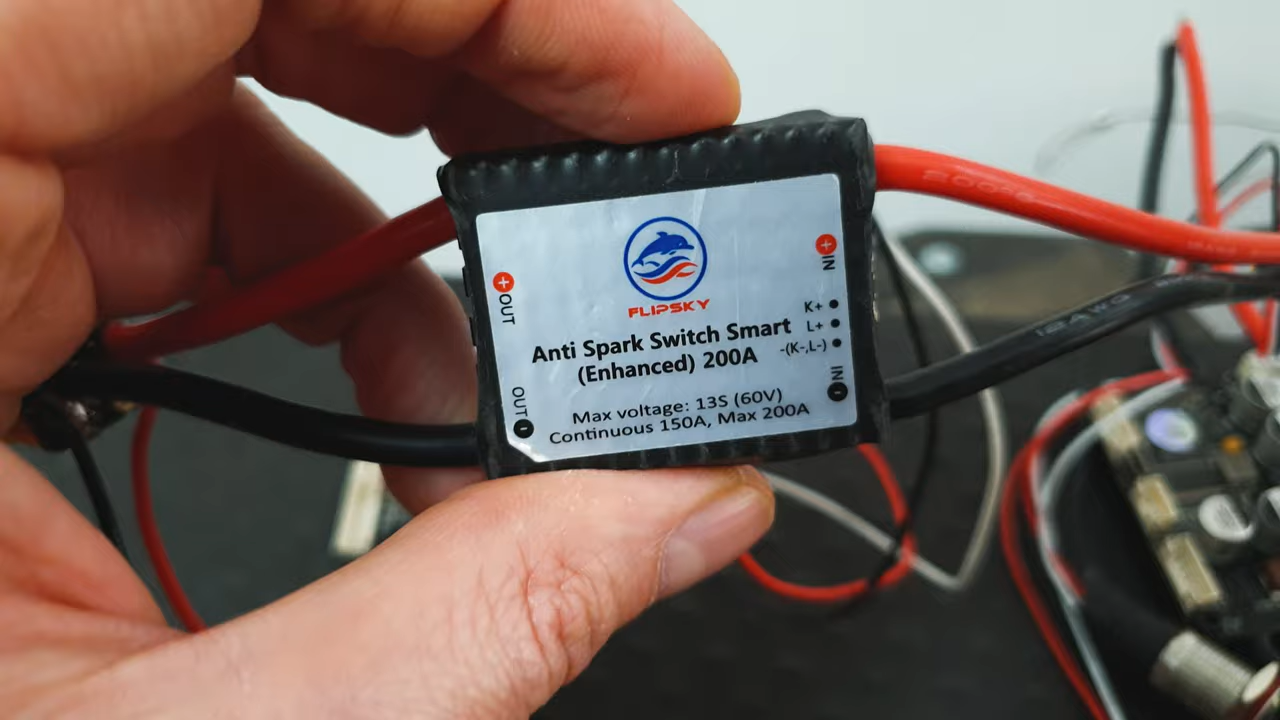 FLIPSKY
Anti Spark Switch Smart
(Enhanced) 200A
Max voltage: 13S (60V)
Continuous 150A, Max 200A
+ OUT
OUT -
+ IN
K+
L+
-(K-,L-)
IN -
12AWG